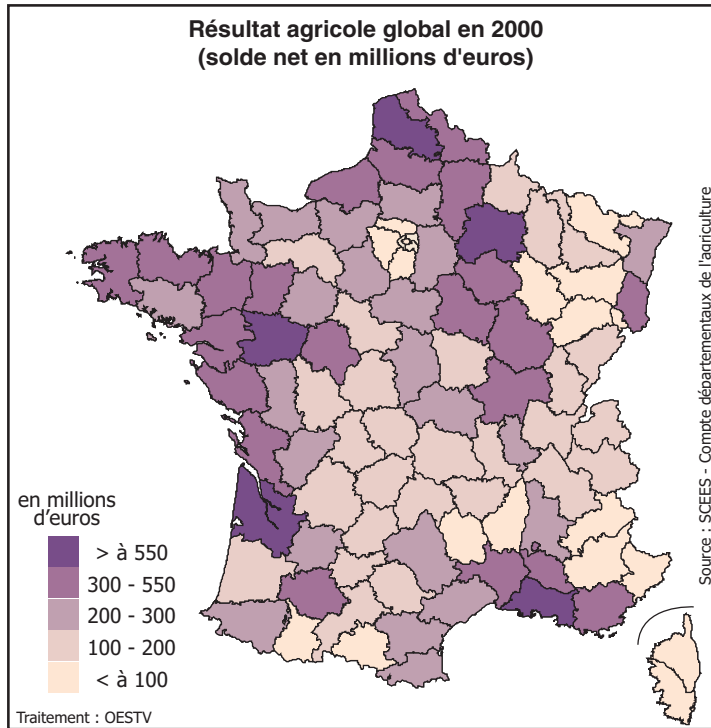 Résultat agricole global en 2000
(solde net en millions d'euros)
en millions
d'euros
> à 550
300 - 550
200 - 300
100 - 200
< à 100
Traitement : OESTV
Source : SCEES - Compte départementaux de l'agriculture